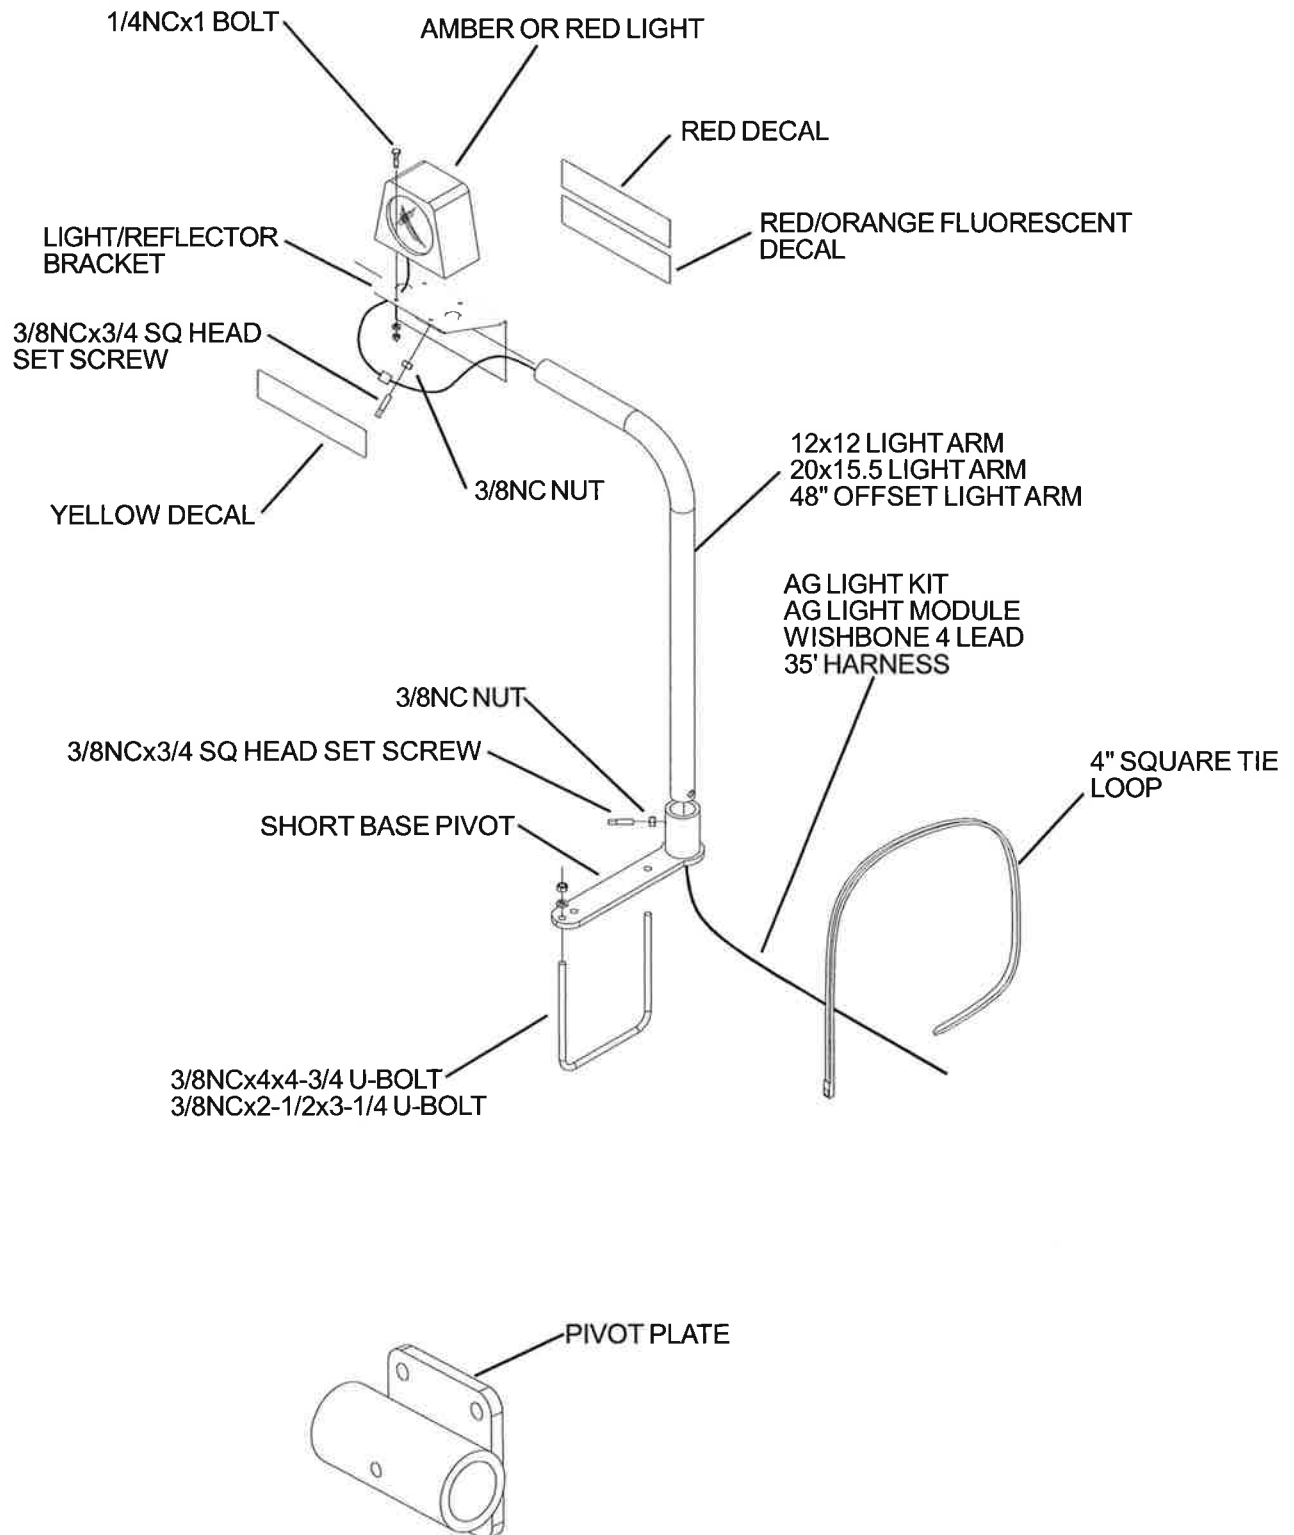 1/4NCx1 BOLT
AMBER OR RED LIGHT
RED DECAL
RED/ORANGE FLUORESCENT
DECAL
LIGHT/REFLECTOR
BRACKET
3/8NCx3/4 SQ HEAD
SET SCREW
YELLOW DECAL
3/8NC NUT
12x12 LIGHT ARM
20x15.5 LIGHT ARM
48" OFFSET LIGHT ARM
AG LIGHT KIT
AG LIGHT MODULE
WISHBONE 4 LEAD
35' HARNESS
3/8NC NUT
3/8NCx3/4 SQ HEAD SET SCREW
SHORT BASE PIVOT
4" SQUARE TIE
LOOP
3/8NCx4x4-3/4 U-BOLT
3/8NCx2-1/2x3-1/4 U-BOLT
PIVOT PLATE